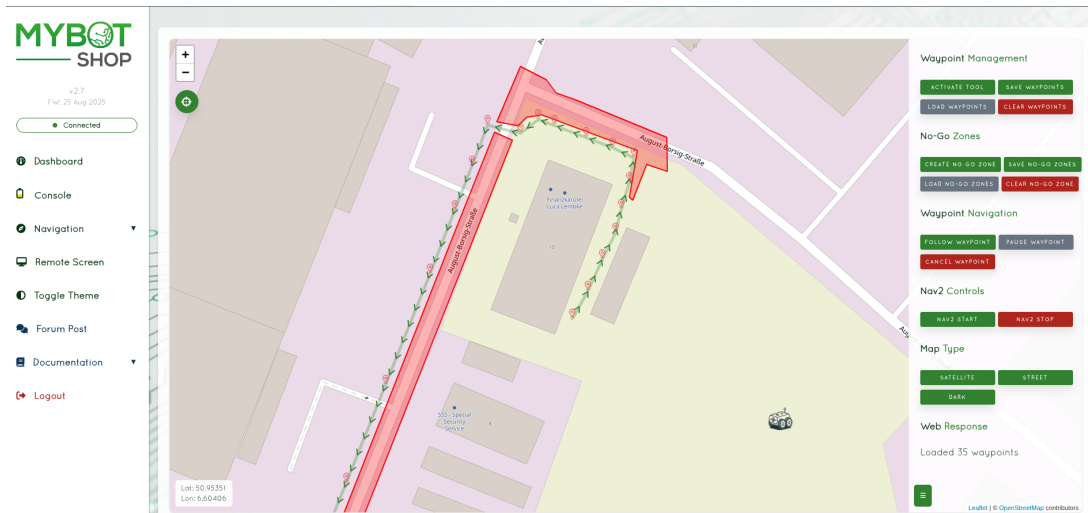 MYBOT
SHOP
v2.7
FW: 25 Aug 2025
Connected
Dashboard
Console
Navigation
Remote Screen
Toggle Theme
Forum Post
Documentation
Logout
+
−
August-Borsig-Straße
August-Borsig-Straße
Finanzkanzlei
Luca Lembke
10
555 - Special
Security
Service
8
Lat: 50.95351
Lon: 6.60406
Waypoint Management
ACTIVATE TOOL
SAVE WAYPOINTS
LOAD WAYPOINTS
CLEAR WAYPOINTS
No-Go Zones
CREATE NO GO ZONE
SAVE NO-GO ZONES
LOAD NO-GO ZONES
CLEAR NO-GO ZONE
Waypoint Navigation
FOLLOW WAYPOINT
PAUSE WAYPOINT
CANCEL WAYPOINT
Nav2 Controls
NAV2 START
NAV2 STOP
Map Type
SATELLITE
STREET
DARK
Web Response
Loaded 35 waypoints
Leaflet | © OpenStreetMap contributors